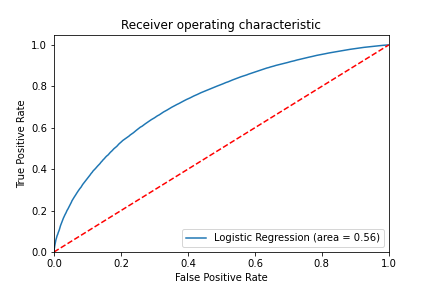 Receiver operating characteristic
True Positive Rate
1.0
0.8
0.6
0.4
0.2
0.0
Logistic Regression (area = 0.56)
0.0 0.2 0.4 0.6 0.8 1.0
False Positive Rate